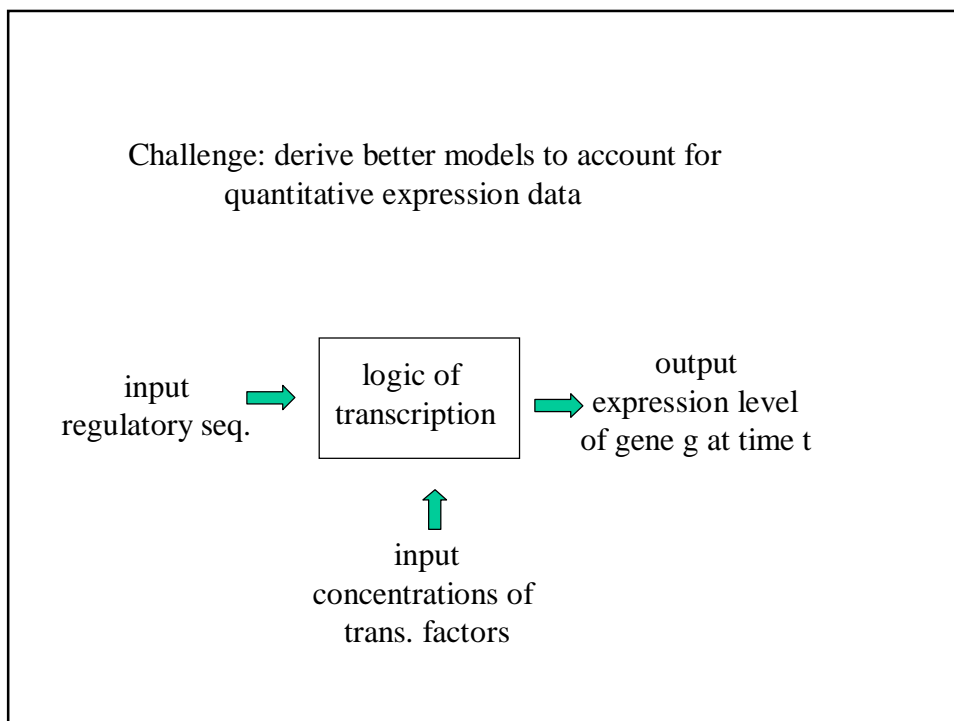 Challenge: derive better models to account for
quantitative expression data
input
regulatory seq.
logic of
transcription
output
expression level
of gene g at time t
input
concentrations of
trans. factors